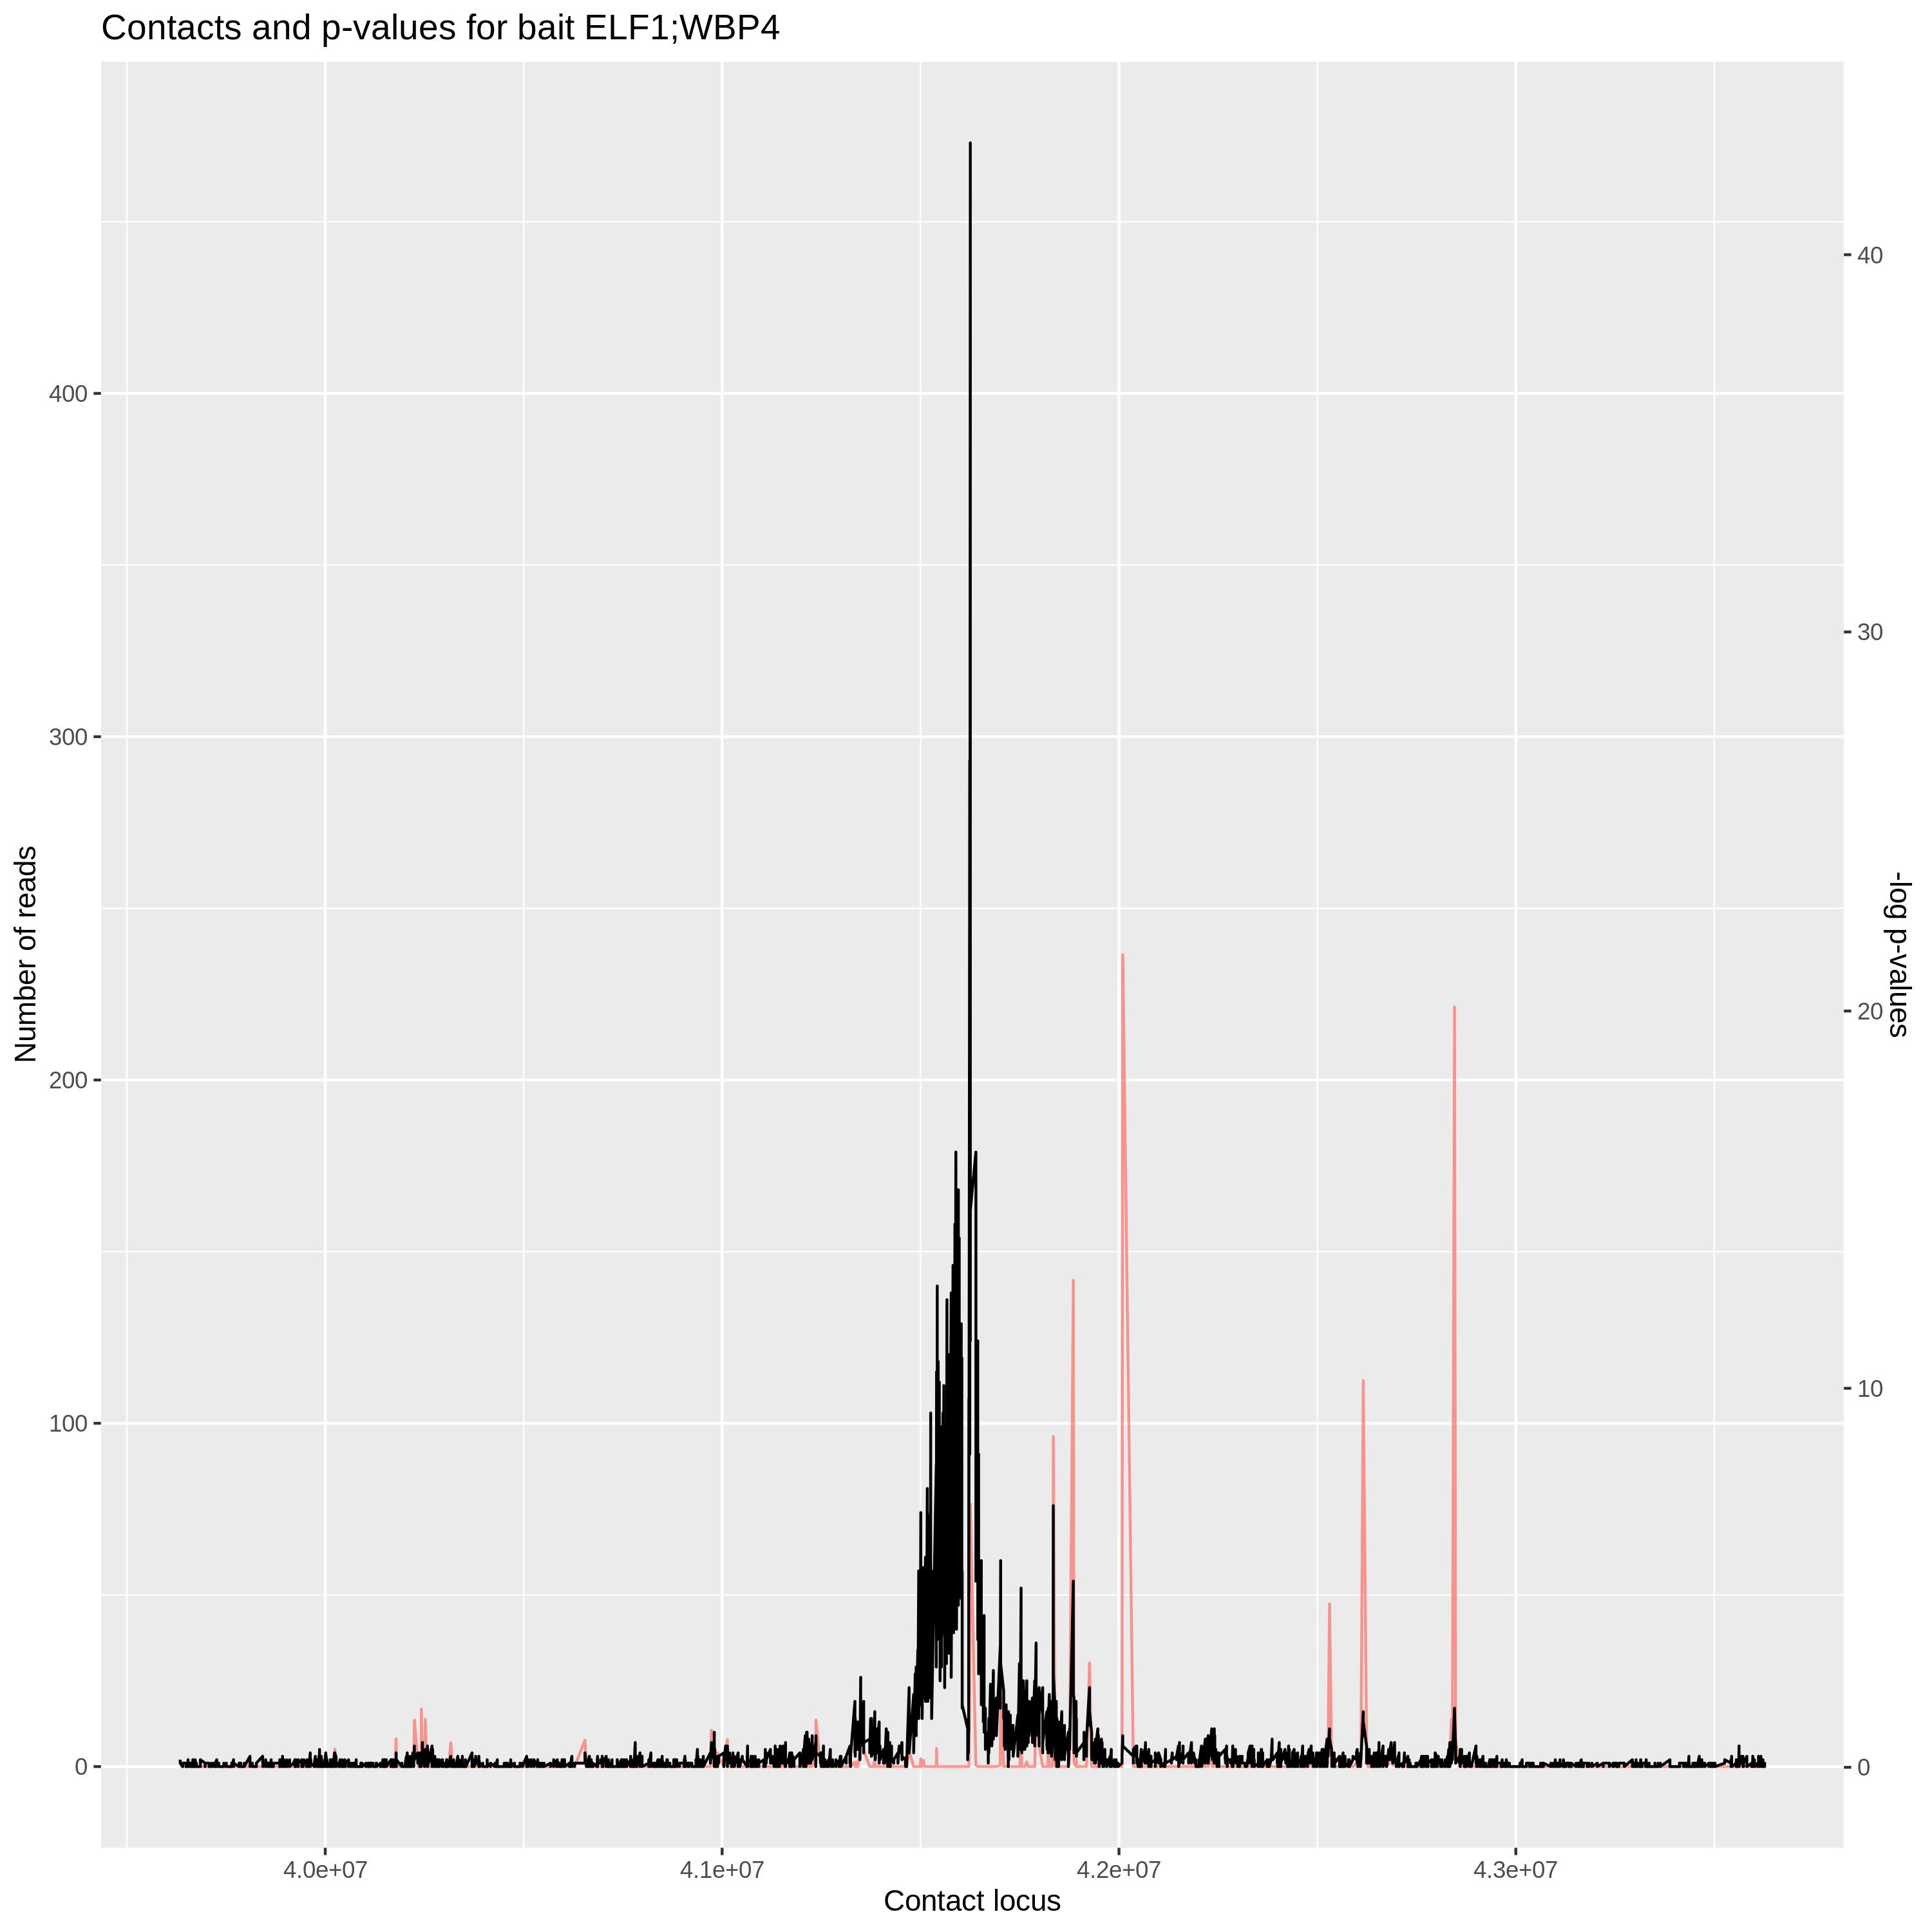 Contacts and p-values for bait ELF1;WBP4
Number of reads
400
300
200
100
0
40
30
20
10
0
-log p-values
4.0e+07
4.1e+07
4.2e+07
4.3e+07
Contact locus